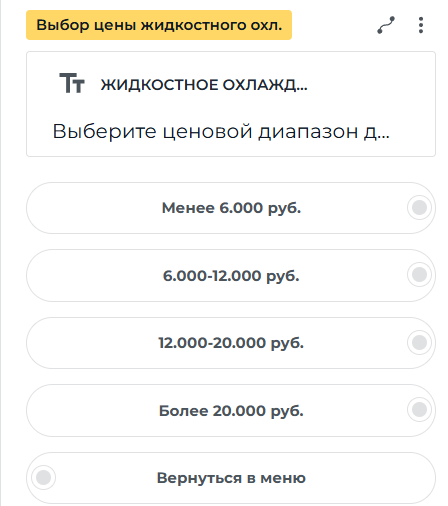 Выбор цены жидкостного охл.
Тт ЖИДКОСТНОЕ ОХЛАЖД...
Выберите ценовой диапазон д...
Менее 6.000 руб.
6.000-12.000 руб.
12.000-20.000 руб.
Более 20.000 руб.
Вернуться в меню